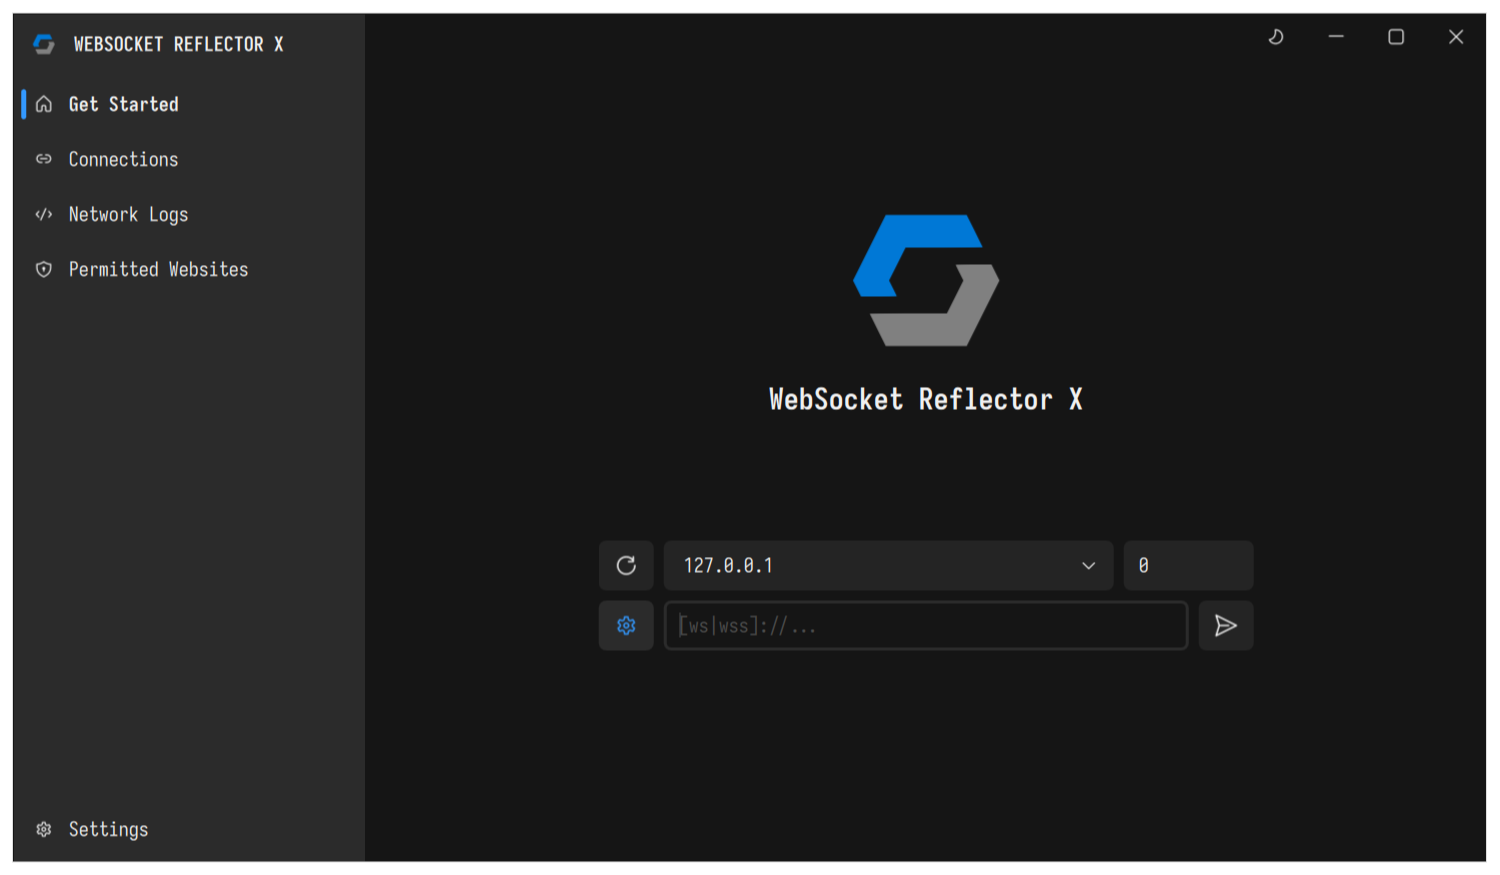 WEBSOCKET REFLECTOR X
Get Started
Connections
Network Logs
Permitted Websites
Settings
WebSocket Reflector X
127.0.0.1
0
[ws|wss]://...